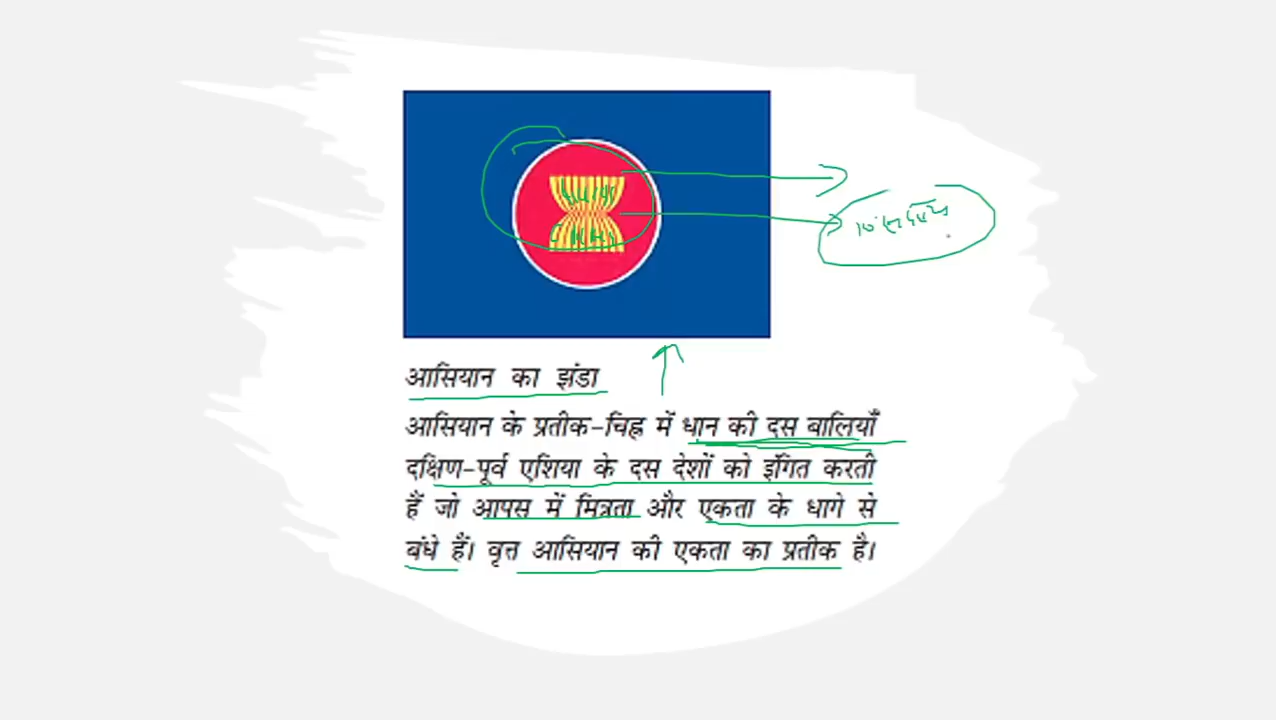 आसियान का झंडा
आसियान के प्रतीक-चिह्न में धान की दस बालियाँ
दक्षिण-पूर्व एशिया के दस देशों को इंगित करती
हैं जो आपस में मित्रता और एकता के धागे से
बंधे हैं। वृत्त आसियान की एकता का प्रतीक है।